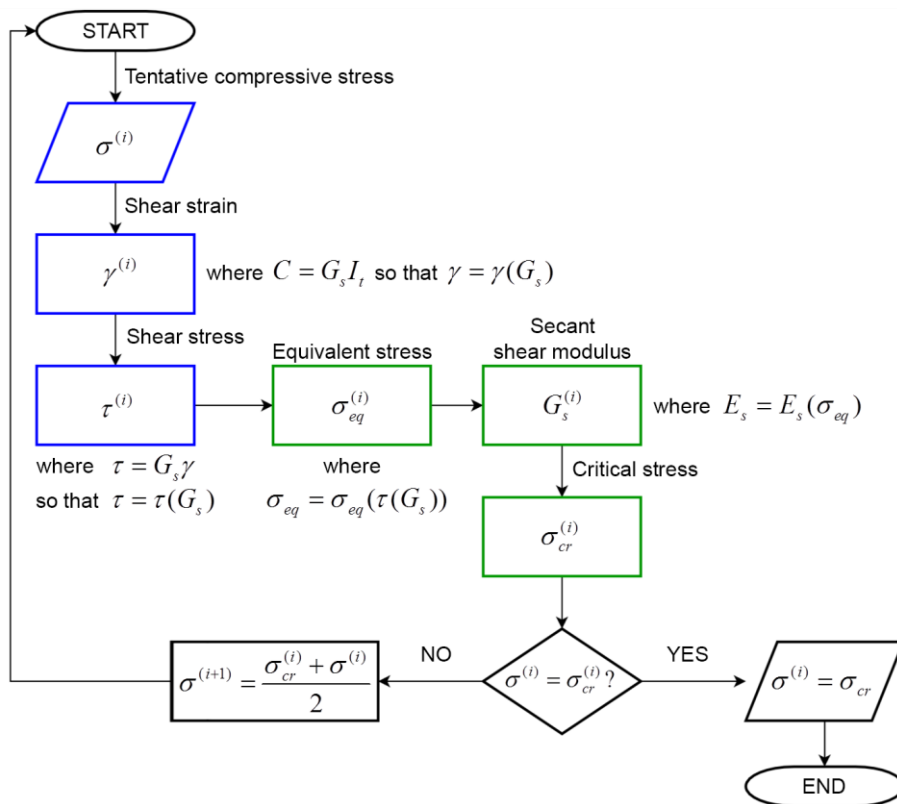 START
Tentative compressive stress
σ^(i)
Shear strain
γ^(i)
where C = G_s I_t so that γ = γ(G_s)
Shear stress
τ^(i)
where τ = G_s γ
so that τ = τ(G_s)
Equivalent stress
σ_eq^(i)
where
σ_eq = σ_eq(τ(G_s))
Secant
shear modulus
G_s^(i)
where E_s = E_s(σ_eq)
Critical stress
σ_cr^(i)
σ^(i) = σ_cr^(i) ?
NO
σ^(i+1) = (σ_cr^(i) + σ^(i)) / 2
YES
σ^(i) = σ_cr
END